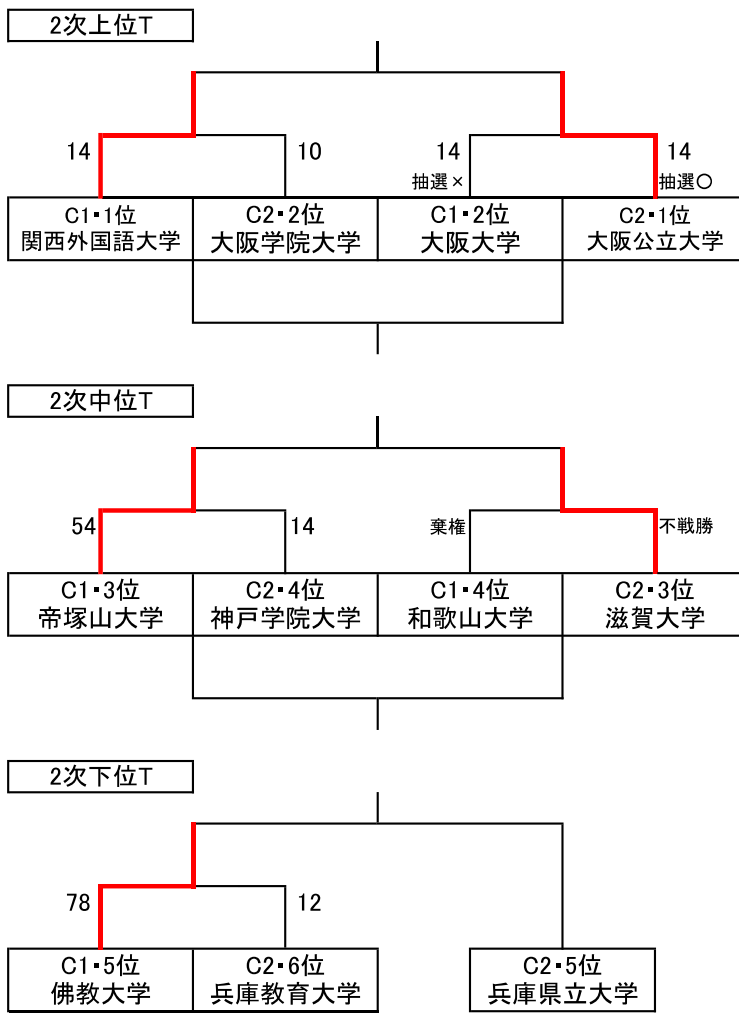 2次上位T
14
10
14
14
抽選×
抽選〇
C1・1位
関西外国語大学
C2・2位
大阪学院大学
C1・2位
大阪大学
C2・1位
大阪公立大学
2次中位T
54
14
棄権
不戦勝
C1・3位
帝塚山大学
C2・4位
神戸学院大学
C1・4位
和歌山大学
C2・3位
滋賀大学
2次下位T
78
12
C1・5位
佛教大学
C2・6位
兵庫教育大学
C2・5位
兵庫県立大学